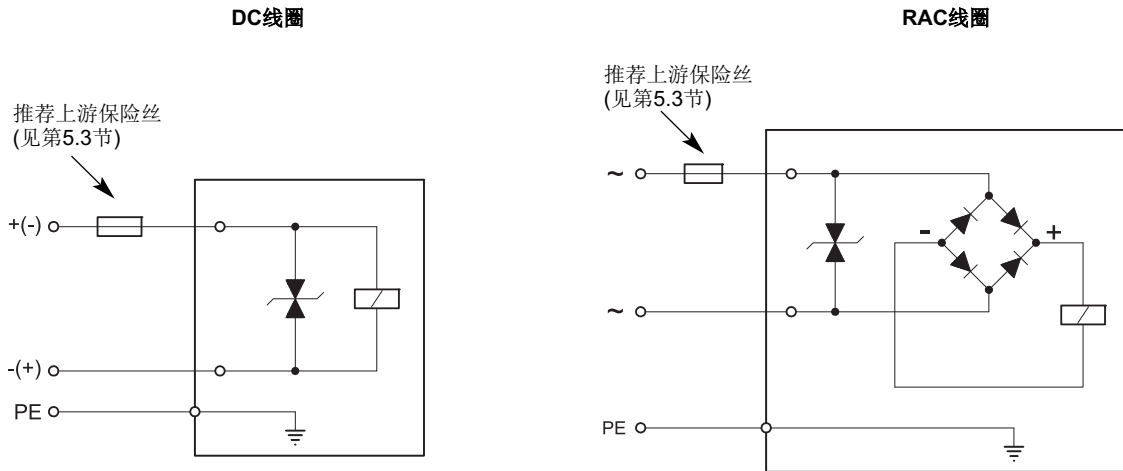 DC线圈
推荐上游保险丝
(见第5.3节)
+(-)
-(+)
PE
RAC线圈
推荐上游保险丝
(见第5.3节)
~
-
+
~
PE